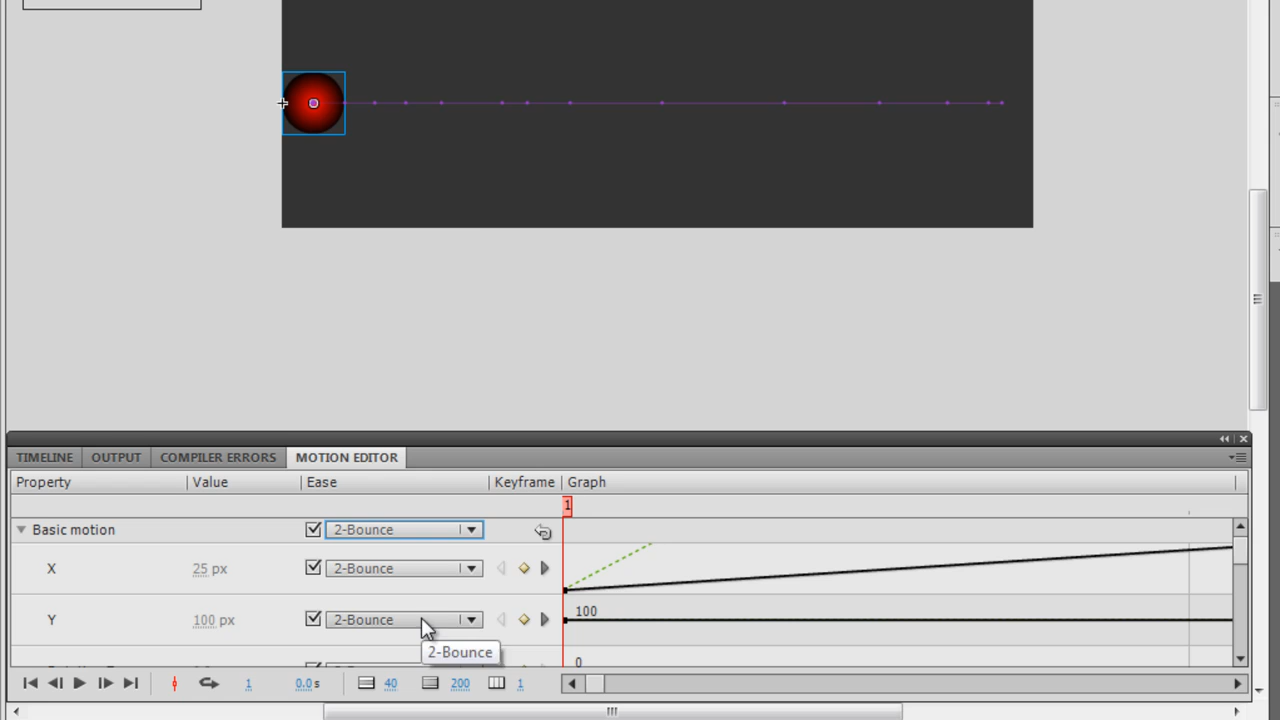 TIMELINE OUTPUT COMPILER ERRORS MOTION EDITOR
Property Value Ease Keyframe Graph
1
Basic motion 2-Bounce
X 25 px 2-Bounce
100
Y 100 px 2-Bounce
2-Bounce
0
1 0.0 s 40 200 1